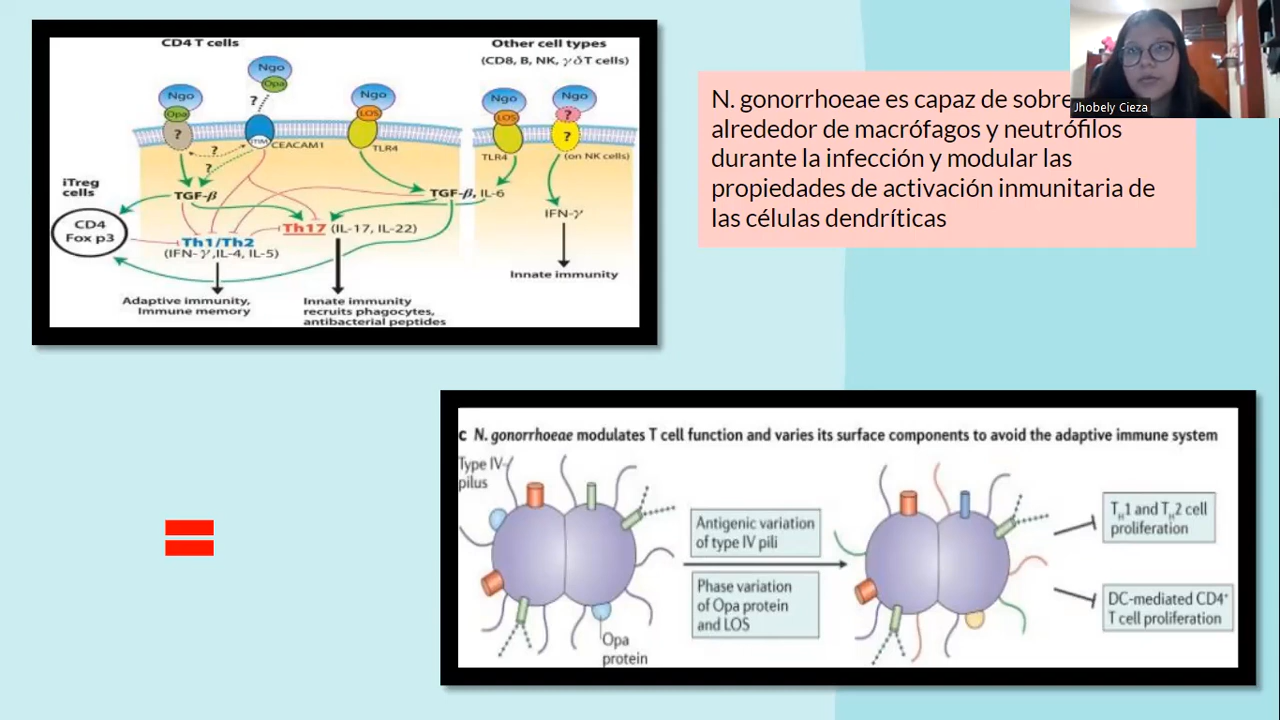 CD4 T cells
Other cell types
(CD8, B, NK, γδT cells)
Ngo
Opa
?
Ngo
Opa
?
ITIM
CEACAM1
?
?
Ngo
LOS
TLR4
Ngo
LOS
TLR4
Ngo
?
?
(on NK cells)
iTreg
cells
CD4
Fox p3
TGF-β
TGF-β, IL-6
IFN-γ
Th17 (IL-17, IL-22)
Th1/Th2
(IFN-γ,IL-4, IL-5)
Innate immunity
Adaptive immunity,
Immune memory
Innate immunity
recruits phagocytes,
antibacterial peptides
N. gonorrhoeae es capaz de
alrededor de macrófagos y neutrófilos
durante la infección y modular las
propiedades de activación inmunitaria de
las células dendríticas
Jhobely Cieza
c N. gonorrhoeae modulates T cell function and varies its surface components to avoid the adaptive immune system
Type IV
pilus
Opa
protein
Antigenic variation
of type IV pili
Phase variation
of Opa protein
and LOS
TH1 and TH2 cell
proliferation
DC-mediated CD4+
T cell proliferation